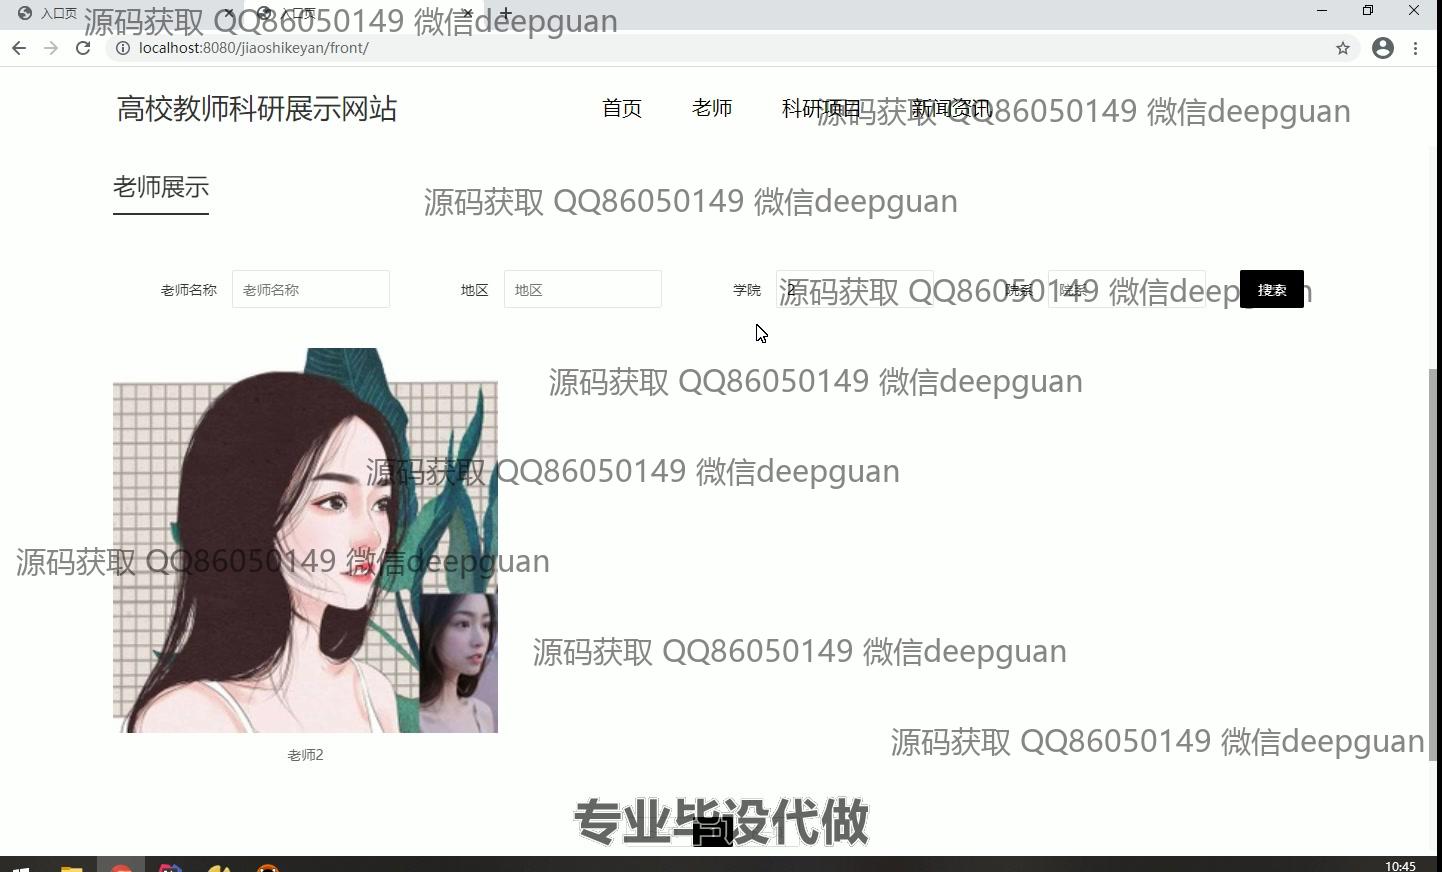 入口页
入口页
源码获取 QQ86050149 微信deepguan
localhost:8080/jiaoshikeyan/front/
高校教师科研展示网站
首页
老师
科研项目
新闻资讯
源码获取 QQ86050149 微信deepguan
老师展示
源码获取 QQ86050149 微信deepguan
老师名称
老师名称
地区
地区
学院
2
院系
院系
搜索
源码获取 QQ86050149 微信deepguan
源码获取 QQ86050149 微信deepguan
源码获取 QQ86050149 微信deepguan
源码获取 QQ86050149 微信deepguan
源码获取 QQ86050149 微信deepguan
源码获取 QQ86050149 微信deepguan
老师2
专业毕设代做
10:45